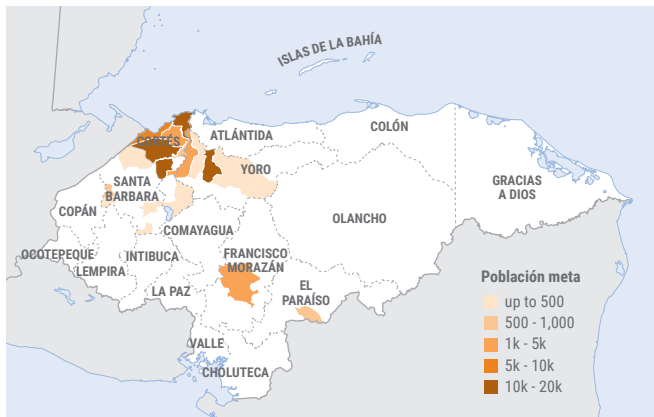 ISLAS DE LA BAHÍA
CORTÉS
ATLÁNTIDA
COLÓN
YORO
SANTA
BARBARA
GRACIAS
A DIOS
COPÁN
OLANCHO
COMAYAGUA
OCOTEPEQUE
INTIBUCA
FRANCISCO
MORAZÁN
LEMPIRA
LA PAZ
EL
PARAÍSO
VALLE
CHOLUTECA
Población meta
up to 500
500 - 1,000
1k - 5k
5k - 10k
10k - 20k